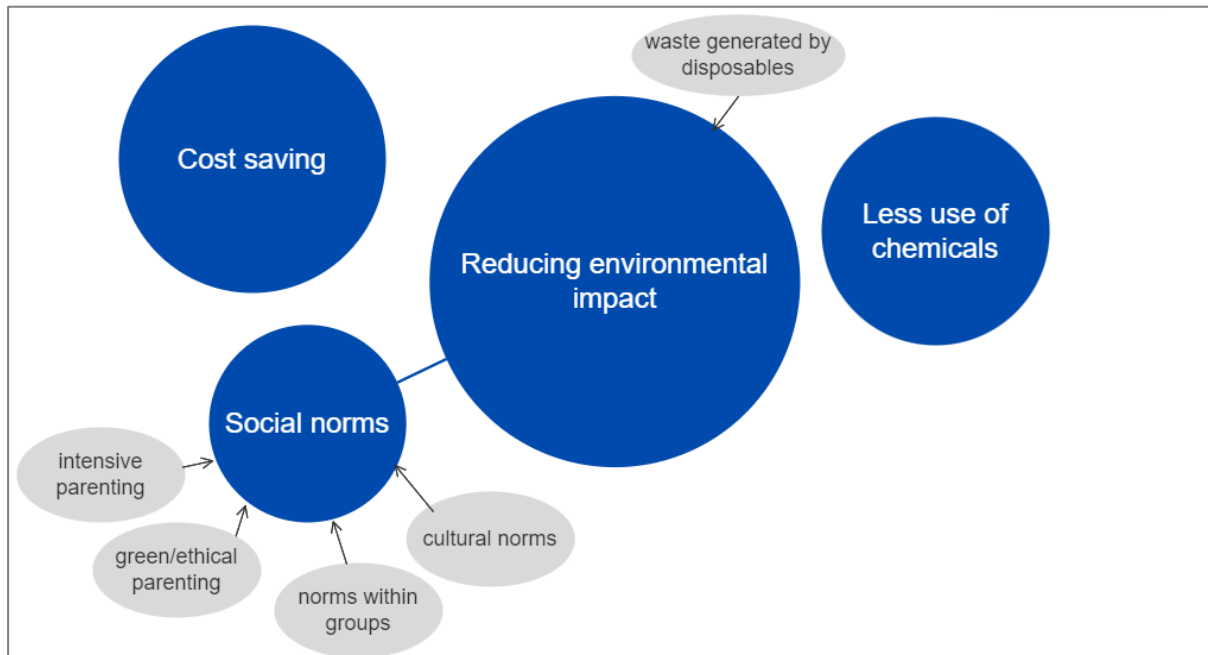 waste generated by
disposables
Cost saving
Less use of
chemicals
Reducing environmental
impact
Social norms
intensive
parenting
cultural norms
green/ethical
parenting
norms within
groups